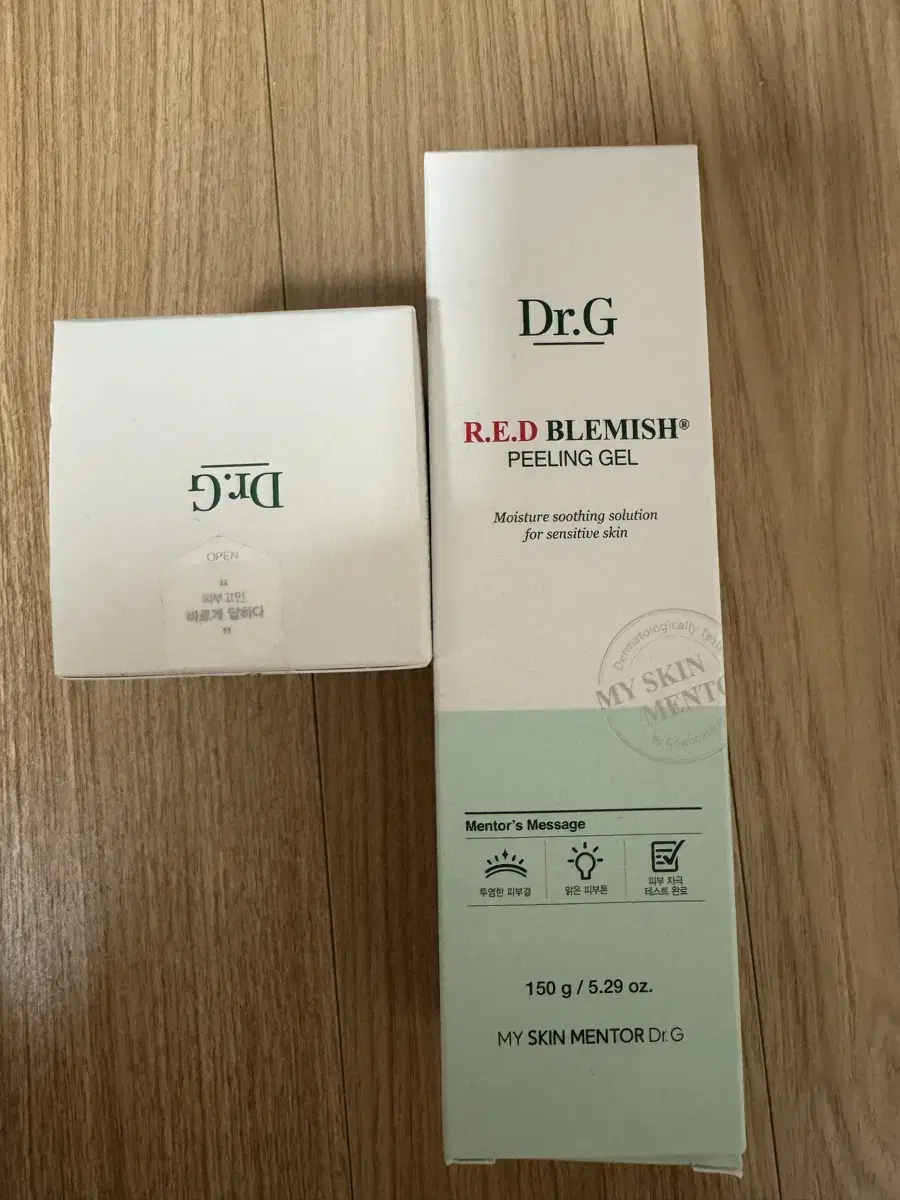 Dr.G
OPEN
“
피부고민,
바르게 답하다
”
Dr.G
R.E.D BLEMISH®
PEELING GEL
Moisture soothing solution
for sensitive skin
Dermatologically
MY SKIN
Mentor's Message
투명한 피부결
맑은 피부톤
피부 자극
테스트 완료
150 g / 5.29 oz.
MY SKIN MENTOR Dr.G